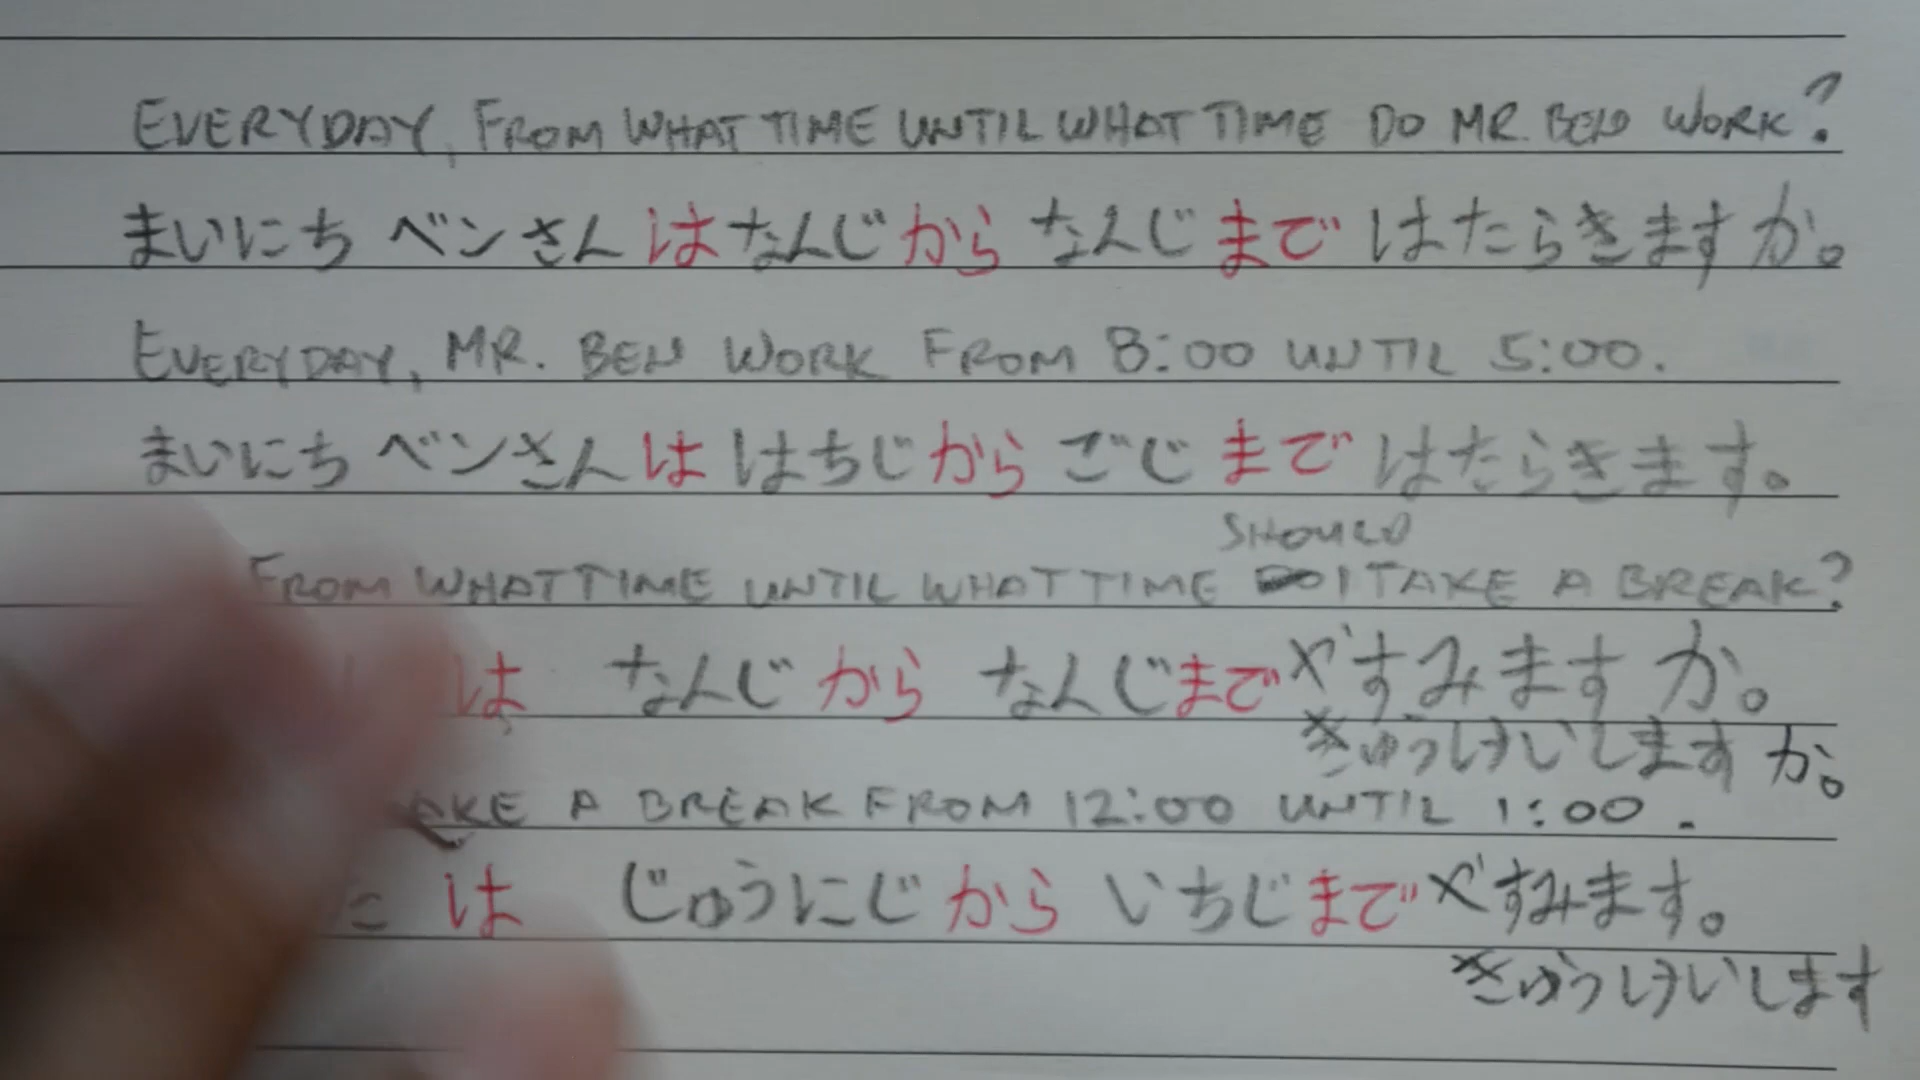 EVERYDAY, FROM WHAT TIME UNTIL WHAT TIME DO MR. BEN WORK?
まいにち ベンさん は なんじ から なんじ まで はたらきます か。
EVERYDAY, MR. BEN WORK FROM 8:00 UNTIL 5:00.
まいにち ベンさん は はちじ から ごじ まで はたらきます。
SHOULD
FROM WHAT TIME UNTIL WHAT TIME I TAKE A BREAK?
は なんじ から なんじ まで やすみます か。
きゅうけいします か。
A BREAK FROM 12:00 UNTIL 1:00.
は じゅうにじ から いちじ まで やすみます。
きゅうけいします